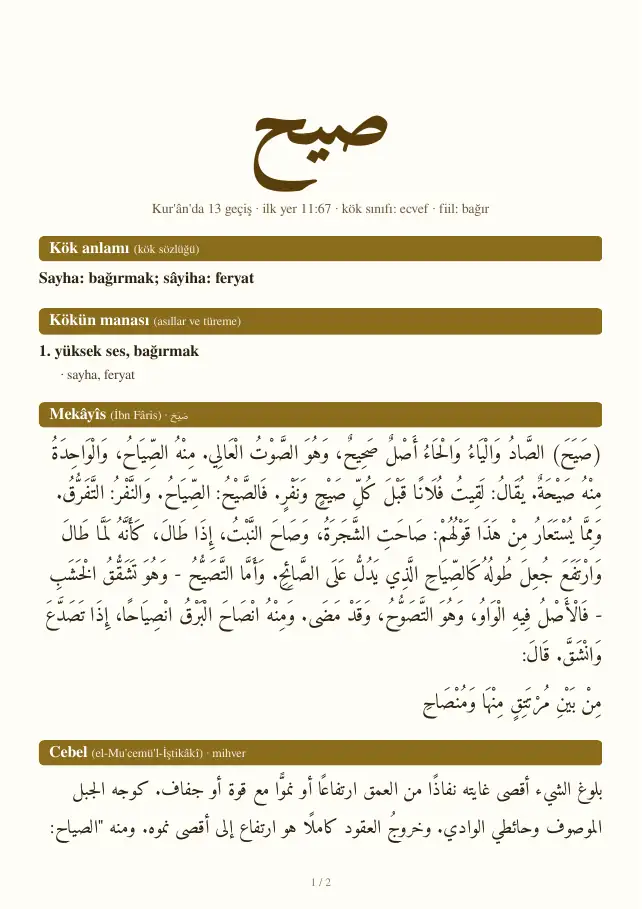 صيح
Kur'ân'da 13 geçiş · ilk yer 11:67 · kök sınıfı: ecvef · fiil: bağır
Kök anlamı (kök sözlüğü)
Sayha: bağırmak; sâyiha: feryat
Kökün manası (asıllar ve türeme)
1. yüksek ses, bağırmak
· sayha, feryat
Mekâyîs (İbn Fâris) · صَيَحَ
(صَيَحَ) الصَّادُ وَالْيَاءُ وَالْحَاءُ أَصْلٌ صَحِيحٌ، وَهُوَ الصَّوْتُ الْعَالِي. مِنْهُ الصِّيَاحُ، وَالْوَاحِدَةُ
مِنْهُ صَيْحَةٌ. يُقَالُ: لَقِيتُ فُلَانًا قَبْلَ كُلِّ صَيْحٍ وَنَفْرٍ. فَالصَّيْحُ: الصِّيَاحُ. وَالنَّفْرُ: التَّفَرُّقُ.
وَمِمَّا يُسْتَعَارُ مِنْ هَذَا قَوْلُهُمْ: صَاحَتِ الشَّجَرَةُ، وَصَاحَ النَّبْتُ، إِذَا طَالَ، كَأَنَّهُ لَمَّا طَالَ
وَارْتَفَعَ جُعِلَ طُولُهُ كَالصِّيَاحِ الَّذِي يَدُلُّ عَلَى الصَّائِحِ. وَأَمَّا التَّصَيُّحُ - وَهُوَ تَشَقُّقُ الْخَشَبِ
- فَالْأَصْلُ فِيهِ الْوَاوُ، وَهُوَ التَّصَوُّحُ، وَقَدْ مَضَى. وَمِنْهُ انْصَاحَ الْبَرْقُ انْصِيَاحًا، إِذَا تَصَدَّعَ
وَانْشَقَّ. قَالَ:
مِنْ بَيْنِ مُرْتَتِقٍ مِنْهَا وَمُنْصَاحِ
Cebel (el-Mu'cemü'l-İştikâkî) · mihver
بلوغ الشيء أقصى غايته نفاذًا من العمق ارتفاعًا أو نموًّا مع قوة أو جفاف. كوجه الجبل
الموصوف وحائطي الوادي. وخروجُ العقود كاملًا هو ارتفاع إلى أقصى نموه. ومنه "الصياح:
1 / 2